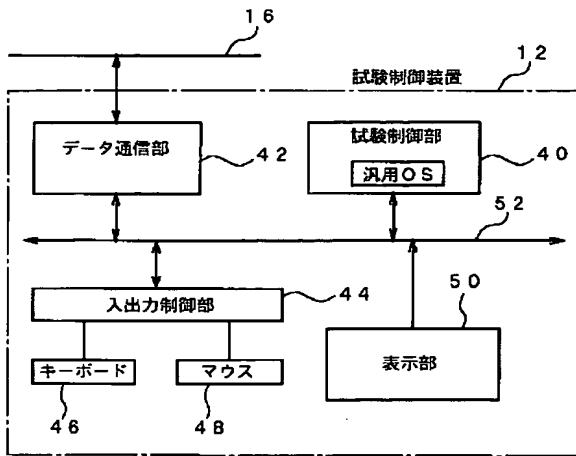 16
試験制御装置
12
データ通信部
42
試験制御部
汎用OS
40
52
入出力制御部
44
50
キーボード
マウス
表示部
46
48